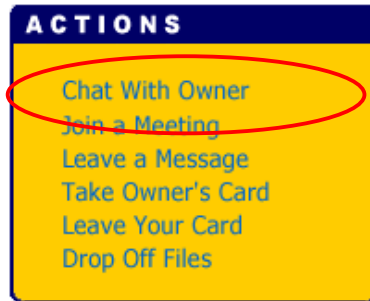 ACTIONS
Chat With Owner
Join a Meeting
Leave a Message
Take Owner's Card
Leave Your Card
Drop Off Files